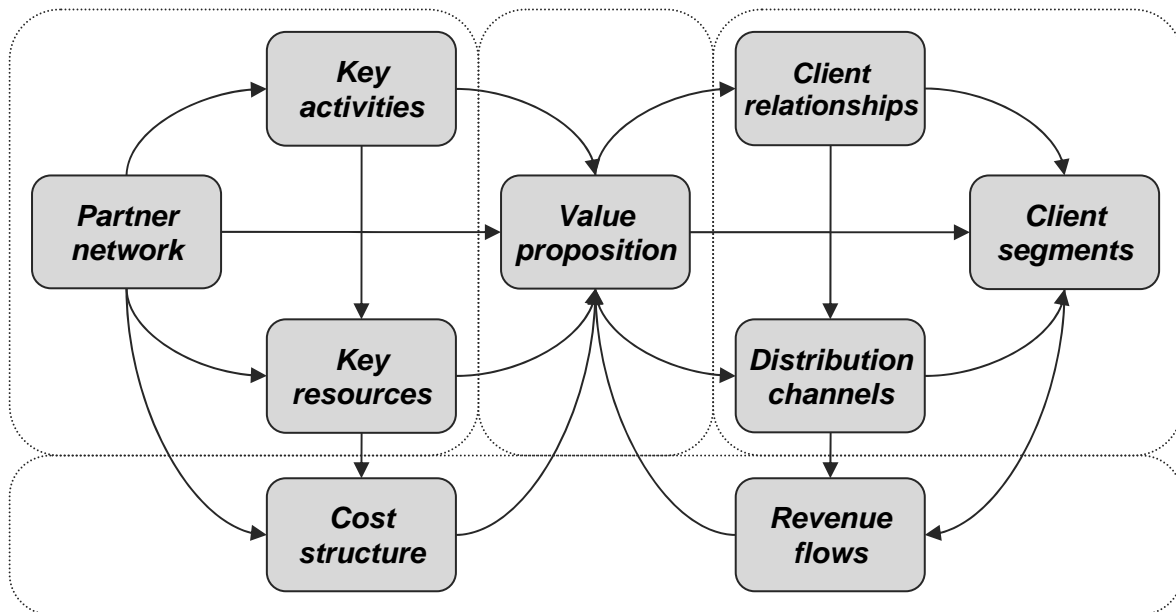 Key
activities
Client
relationships
Partner
network
Value
proposition
Client
segments
Key
resources
Distribution
channels
Cost
structure
Revenue
flows